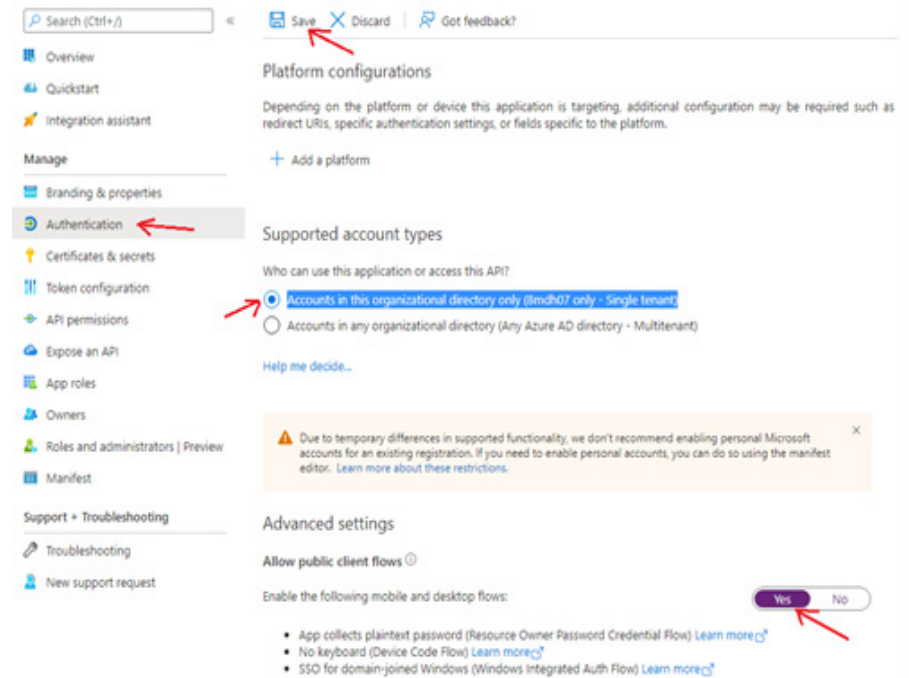 Search (Ctrl+/)
«
Overview
Quickstart
Integration assistant
Manage
Branding & properties
Authentication
Certificates & secrets
Token configuration
API permissions
Expose an API
App roles
Owners
Roles and administrators | Preview
Manifest
Support + Troubleshooting
Troubleshooting
New support request
Save Discard Got feedback?
Platform configurations
Depending on the platform or device this application is targeting, additional configuration may be required such as
redirect URIs, specific authentication settings, or fields specific to the platform.
+ Add a platform
Supported account types
Who can use this application or access this API?
Accounts in this organizational directory only (8mdh07 only - Single tenant)
Accounts in any organizational directory (Any Azure AD directory - Multitenant)
Help me decide...
Due to temporary differences in supported functionality, we don't recommend enabling personal Microsoft
accounts for an existing registration. If you need to enable personal accounts, you can do so using the manifest
editor. Learn more about these restrictions.
Advanced settings
Allow public client flows
Enable the following mobile and desktop flows:
Yes No
• App collects plaintext password (Resource Owner Password Credential Flow) Learn more
• No keyboard (Device Code Flow) Learn more
• SSO for domain-joined Windows (Windows Integrated Auth Flow) Learn more